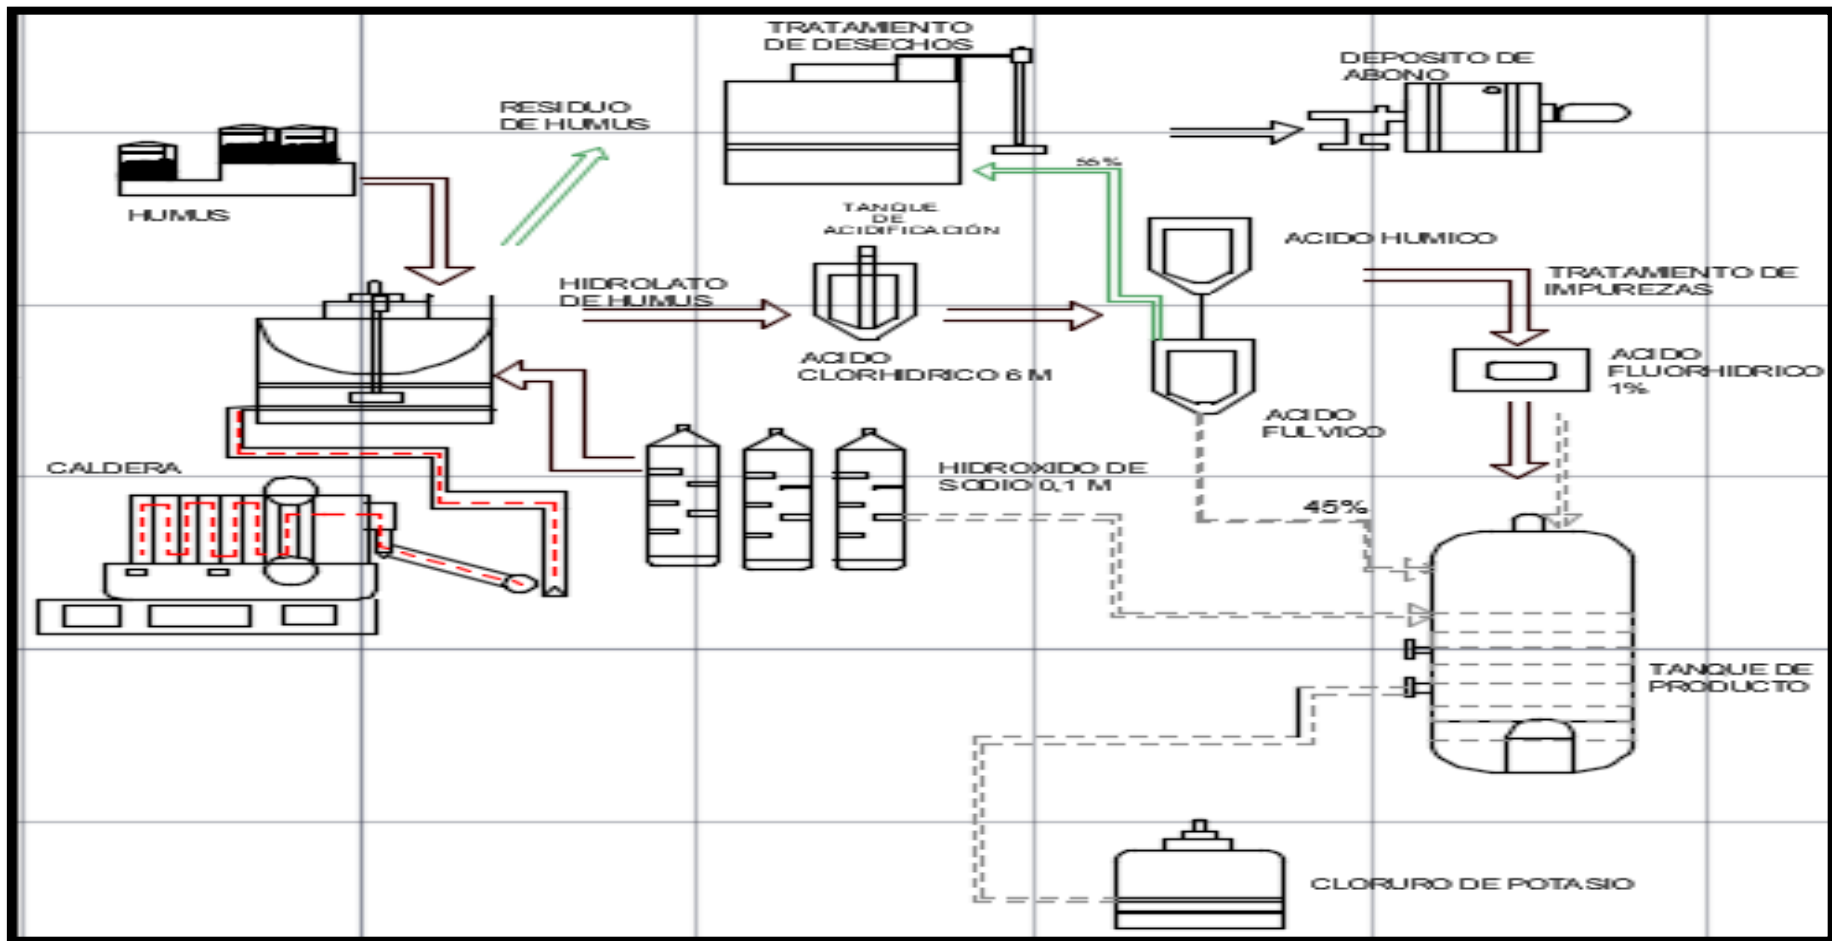 TRATAMIENTO
DE DESECHOS
DEPOSITO DE
ABONO
RESIDUO
DE HUMUS
55%
HUMUS
TANQUE
DE
ACIDIFICACIÓN
ACIDO HUMICO
HIDROLATO
DE HUMUS
TRATAMIENTO DE
IMPUREZAS
ACIDO
CLORHIDRICO 6 M
ACIDO
FLUORHIDRICO
1%
ACIDO
FULVICO
CALDERA
HIDROXIDO DE
SODIO 0,1 M
45%
TANQUE DE
PRODUCTO
CLORURO DE POTASIO